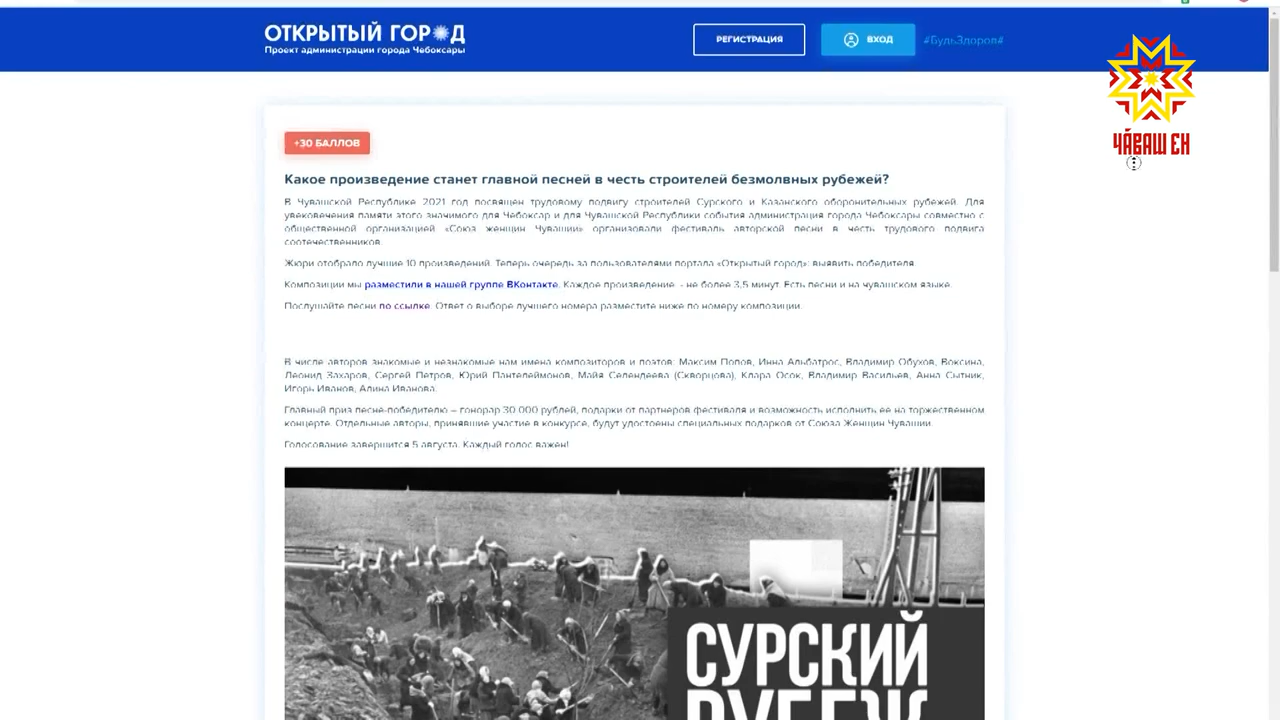 ОТКРЫТЫЙ ГОРОД
Проект администрации города Чебоксары
РЕГИСТРАЦИЯ
ВХОД
#БудьЗдоров#
ЧӐВАШ ЕН
+30 БАЛЛОВ
Какое произведение станет главной песней в честь строителей безмолвных рубежей?
В Чувашской Республике 2021 год посвящен трудовому подвигу строителей Сурского и Казанского оборонительных рубежей. Для
увековечения памяти этого значимого для Чебоксар и для Чувашской Республики события администрация города Чебоксары совместно с
общественной организацией «Союз женщин Чувашии» организовали фестиваль авторской песни в честь трудового подвига
соотечественников.
Жюри отобрало лучшие 10 произведений. Теперь очередь за пользователями портала «Открытый город»: выявить победителя.
Композиции мы разместили в нашей группе ВКонтакте. Каждое произведение - не более 3,5 минут. Есть песни и на чувашском языке.
Послушайте песни по ссылке. Ответ о выборе лучшего номера разместите ниже по номеру композиции.
В числе авторов знакомые и незнакомые нам имена композиторов и поэтов: Максим Попов, Инна Альбатрос, Владимир Обухов, Воксина,
Леонид Захаров, Сергей Петров, Юрий Пантелеймонов, Майя Селендеева (Скворцова), Клара Осок, Владимир Васильев, Анна Сытник,
Игорь Иванов, Алина Иванова.
Главный приз песне-победителю – гонорар 30 000 рублей, подарки от партнеров фестиваля и возможность исполнить ее на торжественном
концерте. Отдельные авторы, принявшие участие в конкурсе, будут удостоены специальных подарков от Союза Женщин Чувашии.
Голосование завершится 5 августа. Каждый голос важен!
СУРСКИЙ
РУБЕЖ